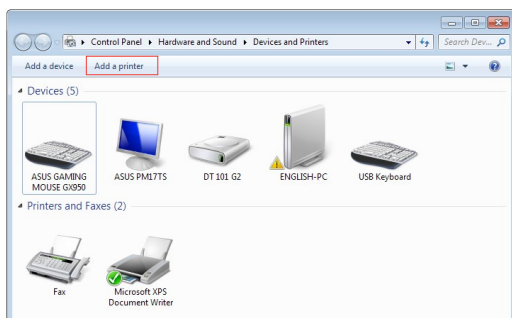 Control Panel ▸ Hardware and Sound ▸ Devices and Printers
Search Dev...
Add a device Add a printer
Devices (5)
ASUS GAMING MOUSE GX950
ASUS PM17TS
DT 101 G2
ENGLISH-PC
USB Keyboard
Printers and Faxes (2)
Fax
Microsoft XPS Document Writer